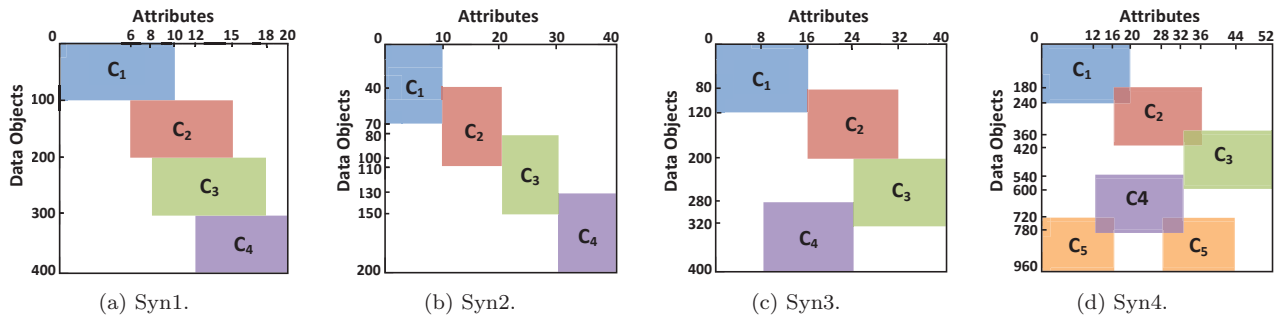 Attributes
0 6 8 10 12 15 18 20
Data Objects
100
200
300
400
C1
C2
C3
C4
(a) Syn1.
Attributes
0 10 20 30 40
Data Objects
40
70
80
100
110
130
150
200
C1
C2
C3
C4
(b) Syn2.
Attributes
0 8 16 24 32 40
Data Objects
80
120
200
280
320
400
C1
C2
C3
C4
(c) Syn3.
Attributes
0 12 16 20 28 32 36 44 52
Data Objects
180
240
360
420
540
600
720
780
960
C1
C2
C3
C4
C5 C5
(d) Syn4.